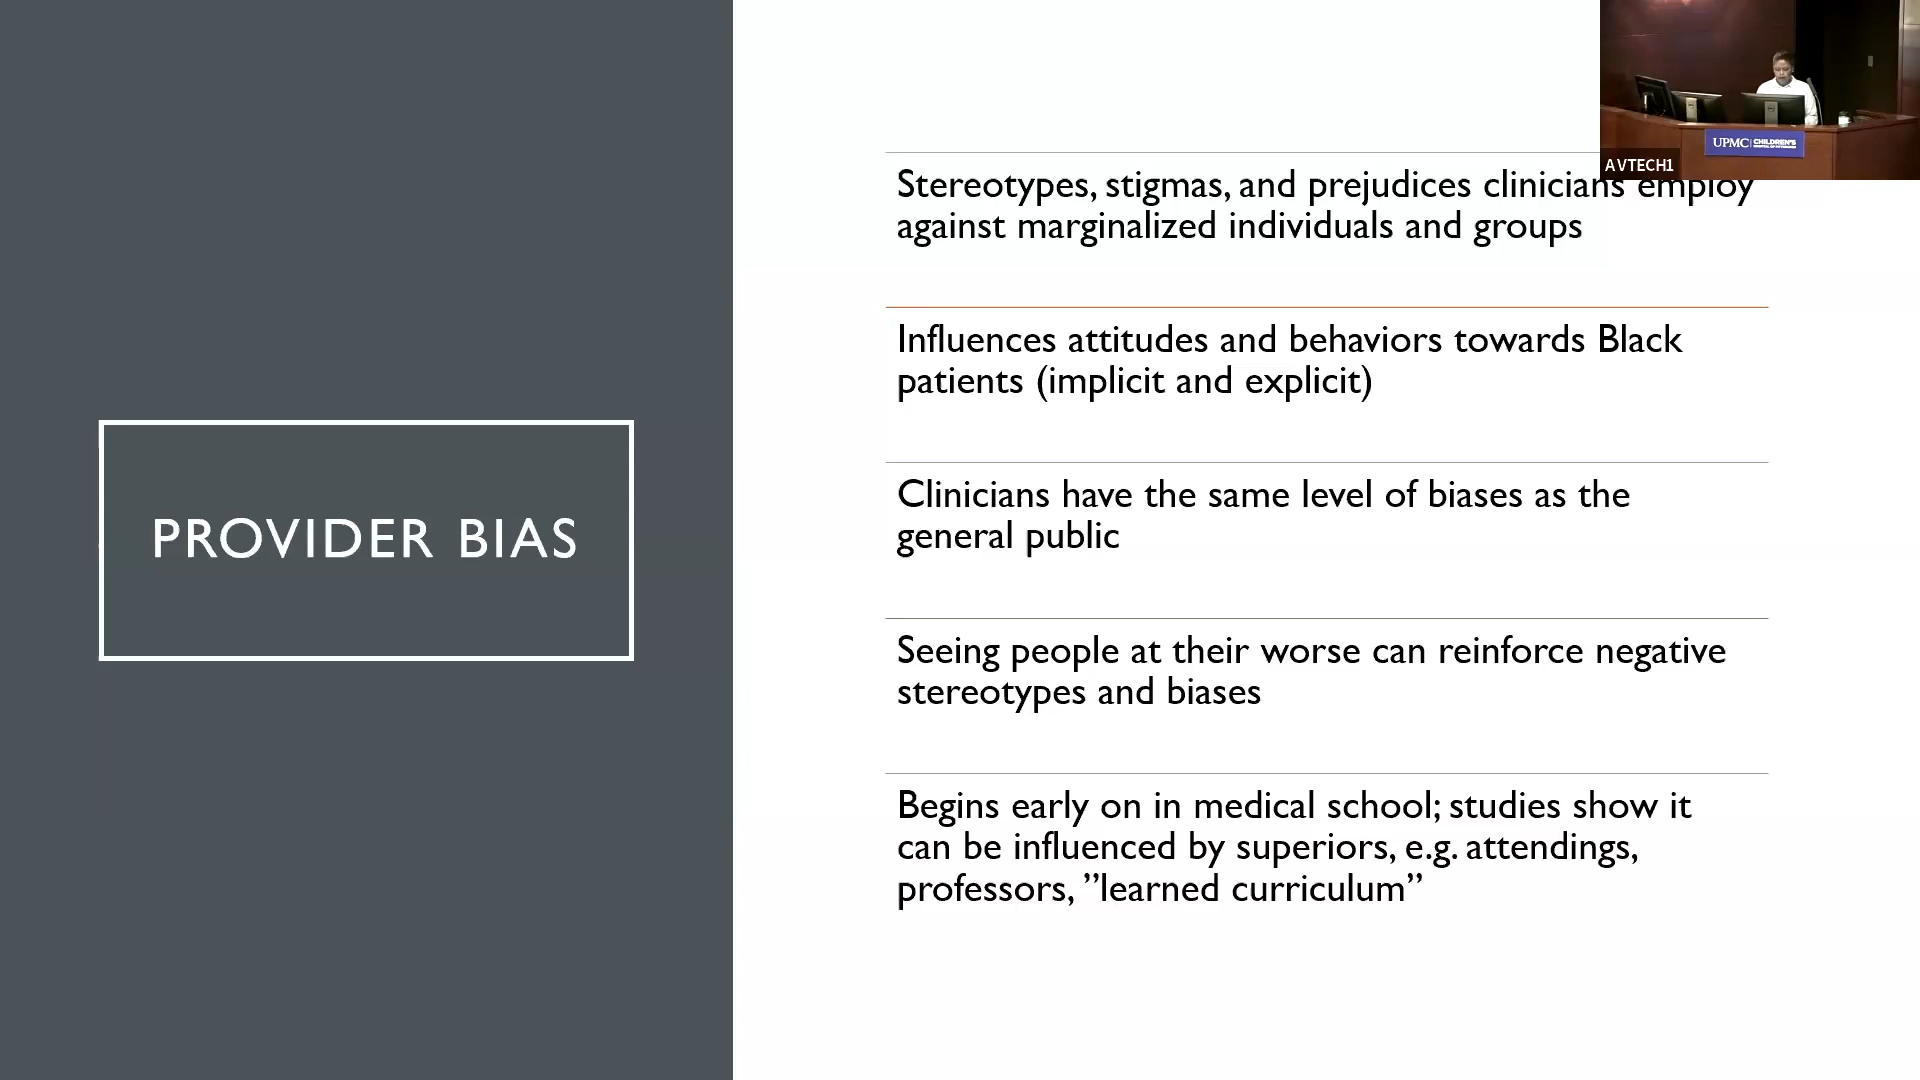 PROVIDER BIAS
Stereotypes, stigmas, and prejudices clinicians employ
against marginalized individuals and groups
Influences attitudes and behaviors towards Black
patients (implicit and explicit)
Clinicians have the same level of biases as the
general public
Seeing people at their worse can reinforce negative
stereotypes and biases
Begins early on in medical school; studies show it
can be influenced by superiors, e.g. attendings,
professors, ”learned curriculum”
AVTECH1
UPMC CHILDREN'S